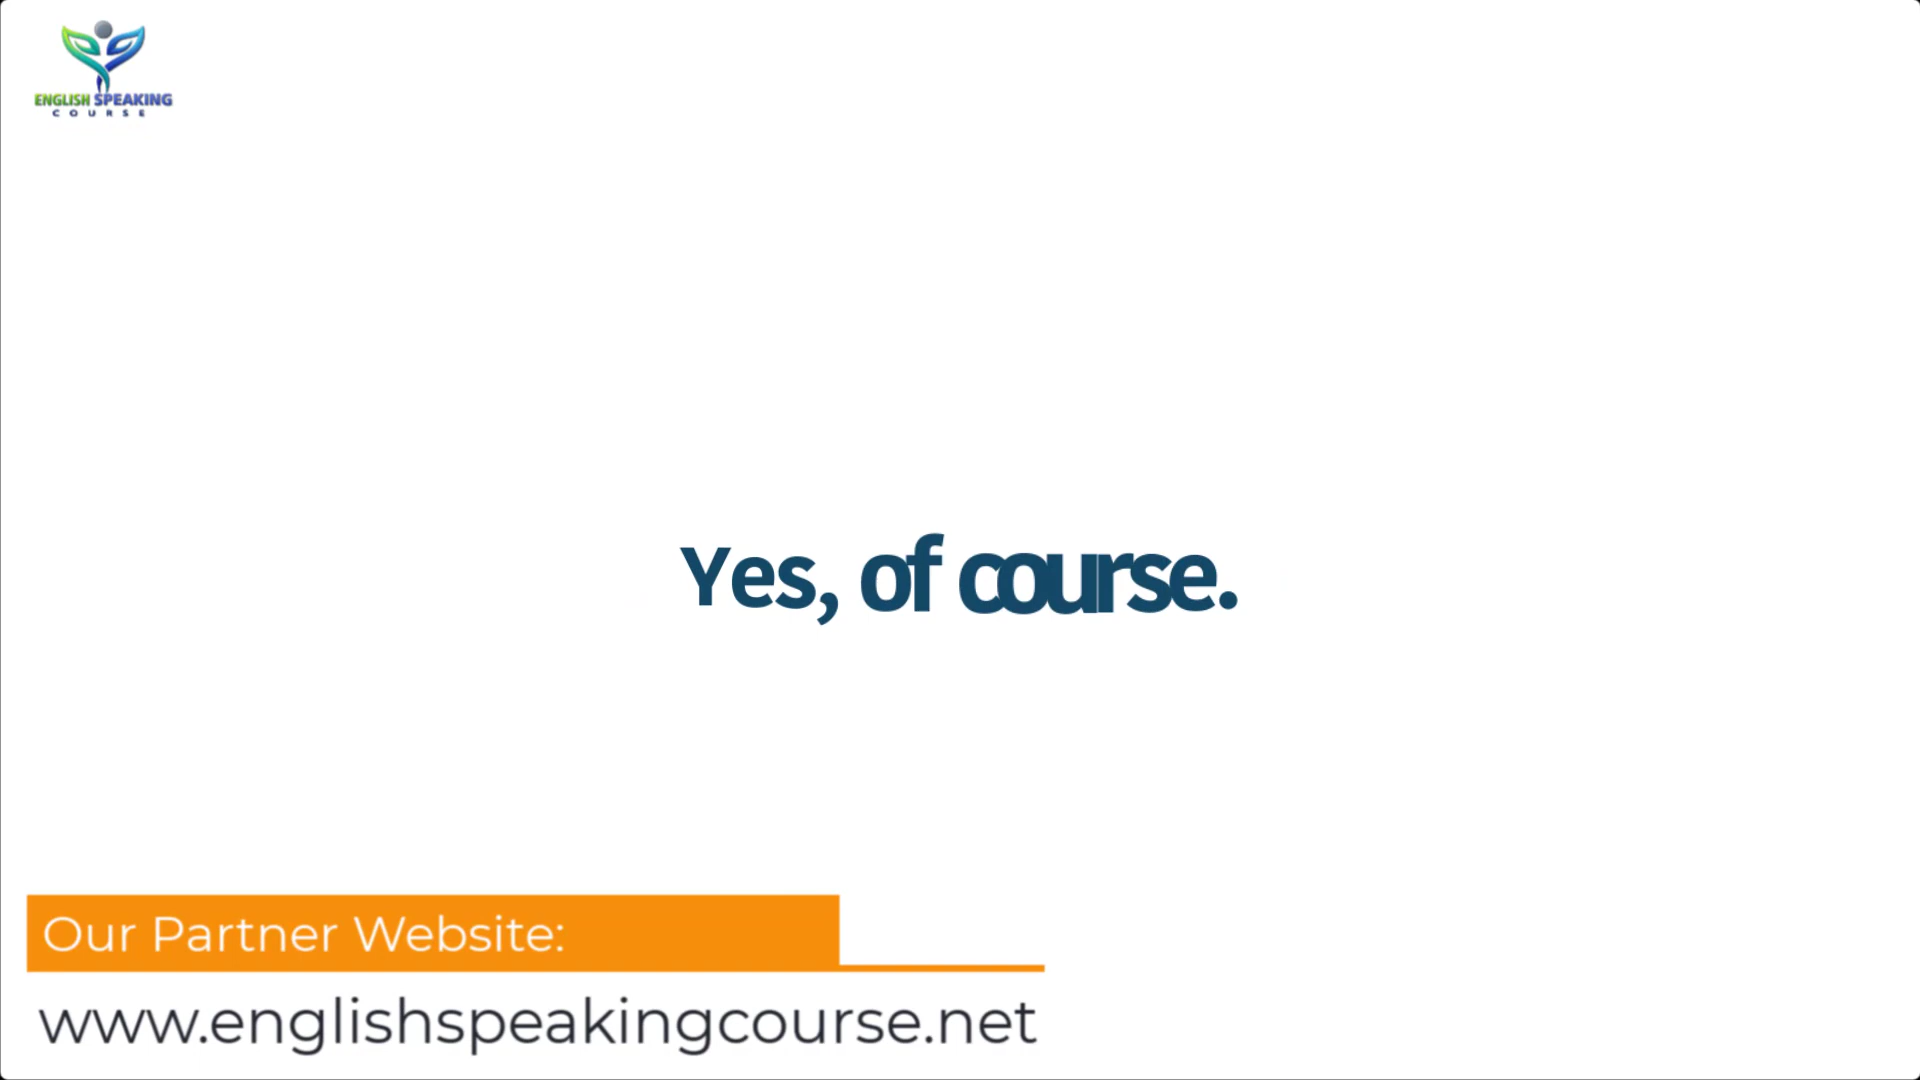 ENGLISH SPEAKING
COURSE
Yes, of course.
Our Partner Website:
www.englishspeakingcourse.net